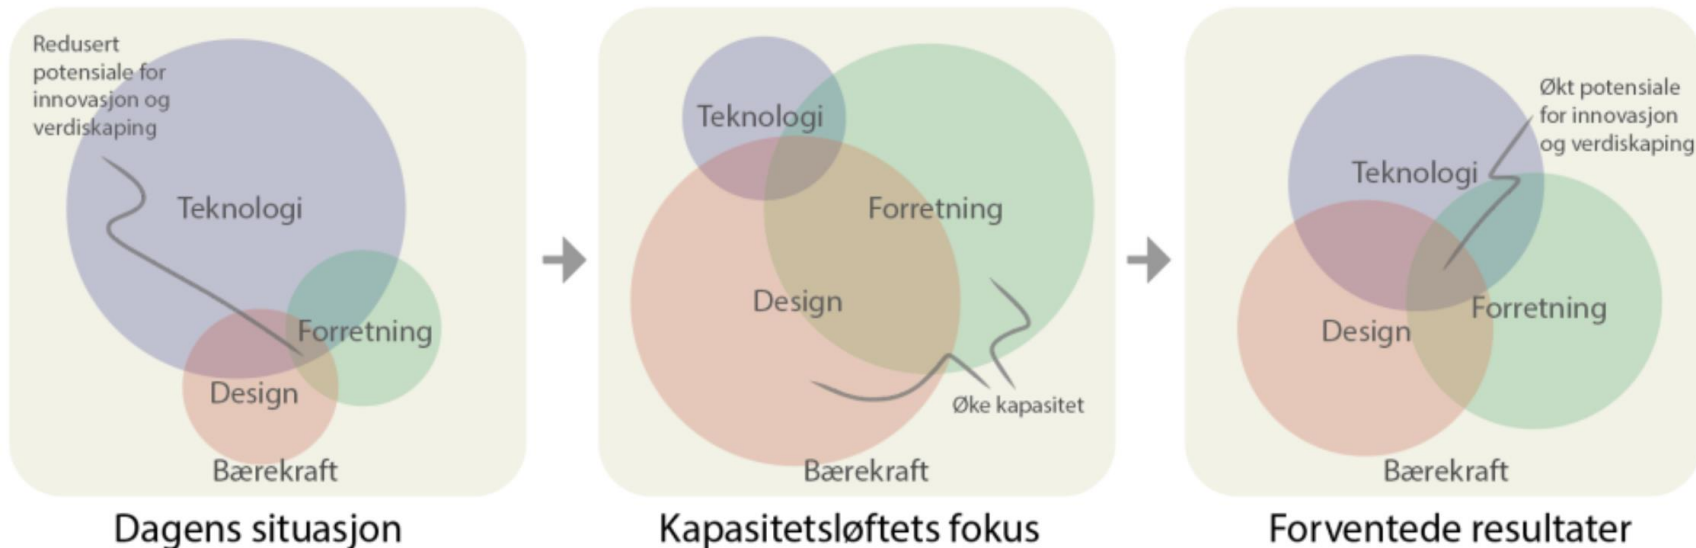 Redusert
potensiale for
innovasjon og
verdiskaping
Teknologi
Forretning
Design
Bærekraft
Dagens situasjon
Teknologi
Forretning
Design
Øke kapasitet
Bærekraft
Kapasitetsløftets fokus
Økt potensiale
for innovasjon
og verdiskaping
Teknologi
Forretning
Design
Bærekraft
Forventede resultater